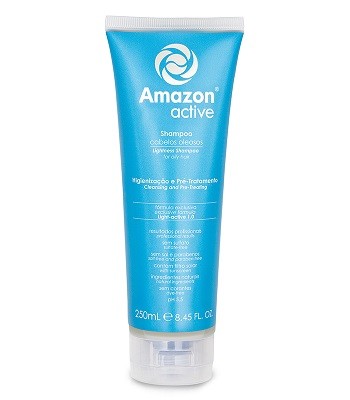 Amazon®
active
Shampoo
cabelos oleosos
Lightness Shampoo
for oily hair
Higienização e Pré-Tratamento
Cleansing and Pre-Treating
fórmula exclusiva
exclusive formula
Light-active 1.0
resultados profissionais
professional results
sem sulfato
sulfate-free
sem sal e parabenos
salt-free and paraben-free
contém filtro solar
with sunscreen
ingredientes naturais
natural ingredients
sem corantes
dye-free
pH 5,5
250mL ℮ 8.45 FL. OZ.